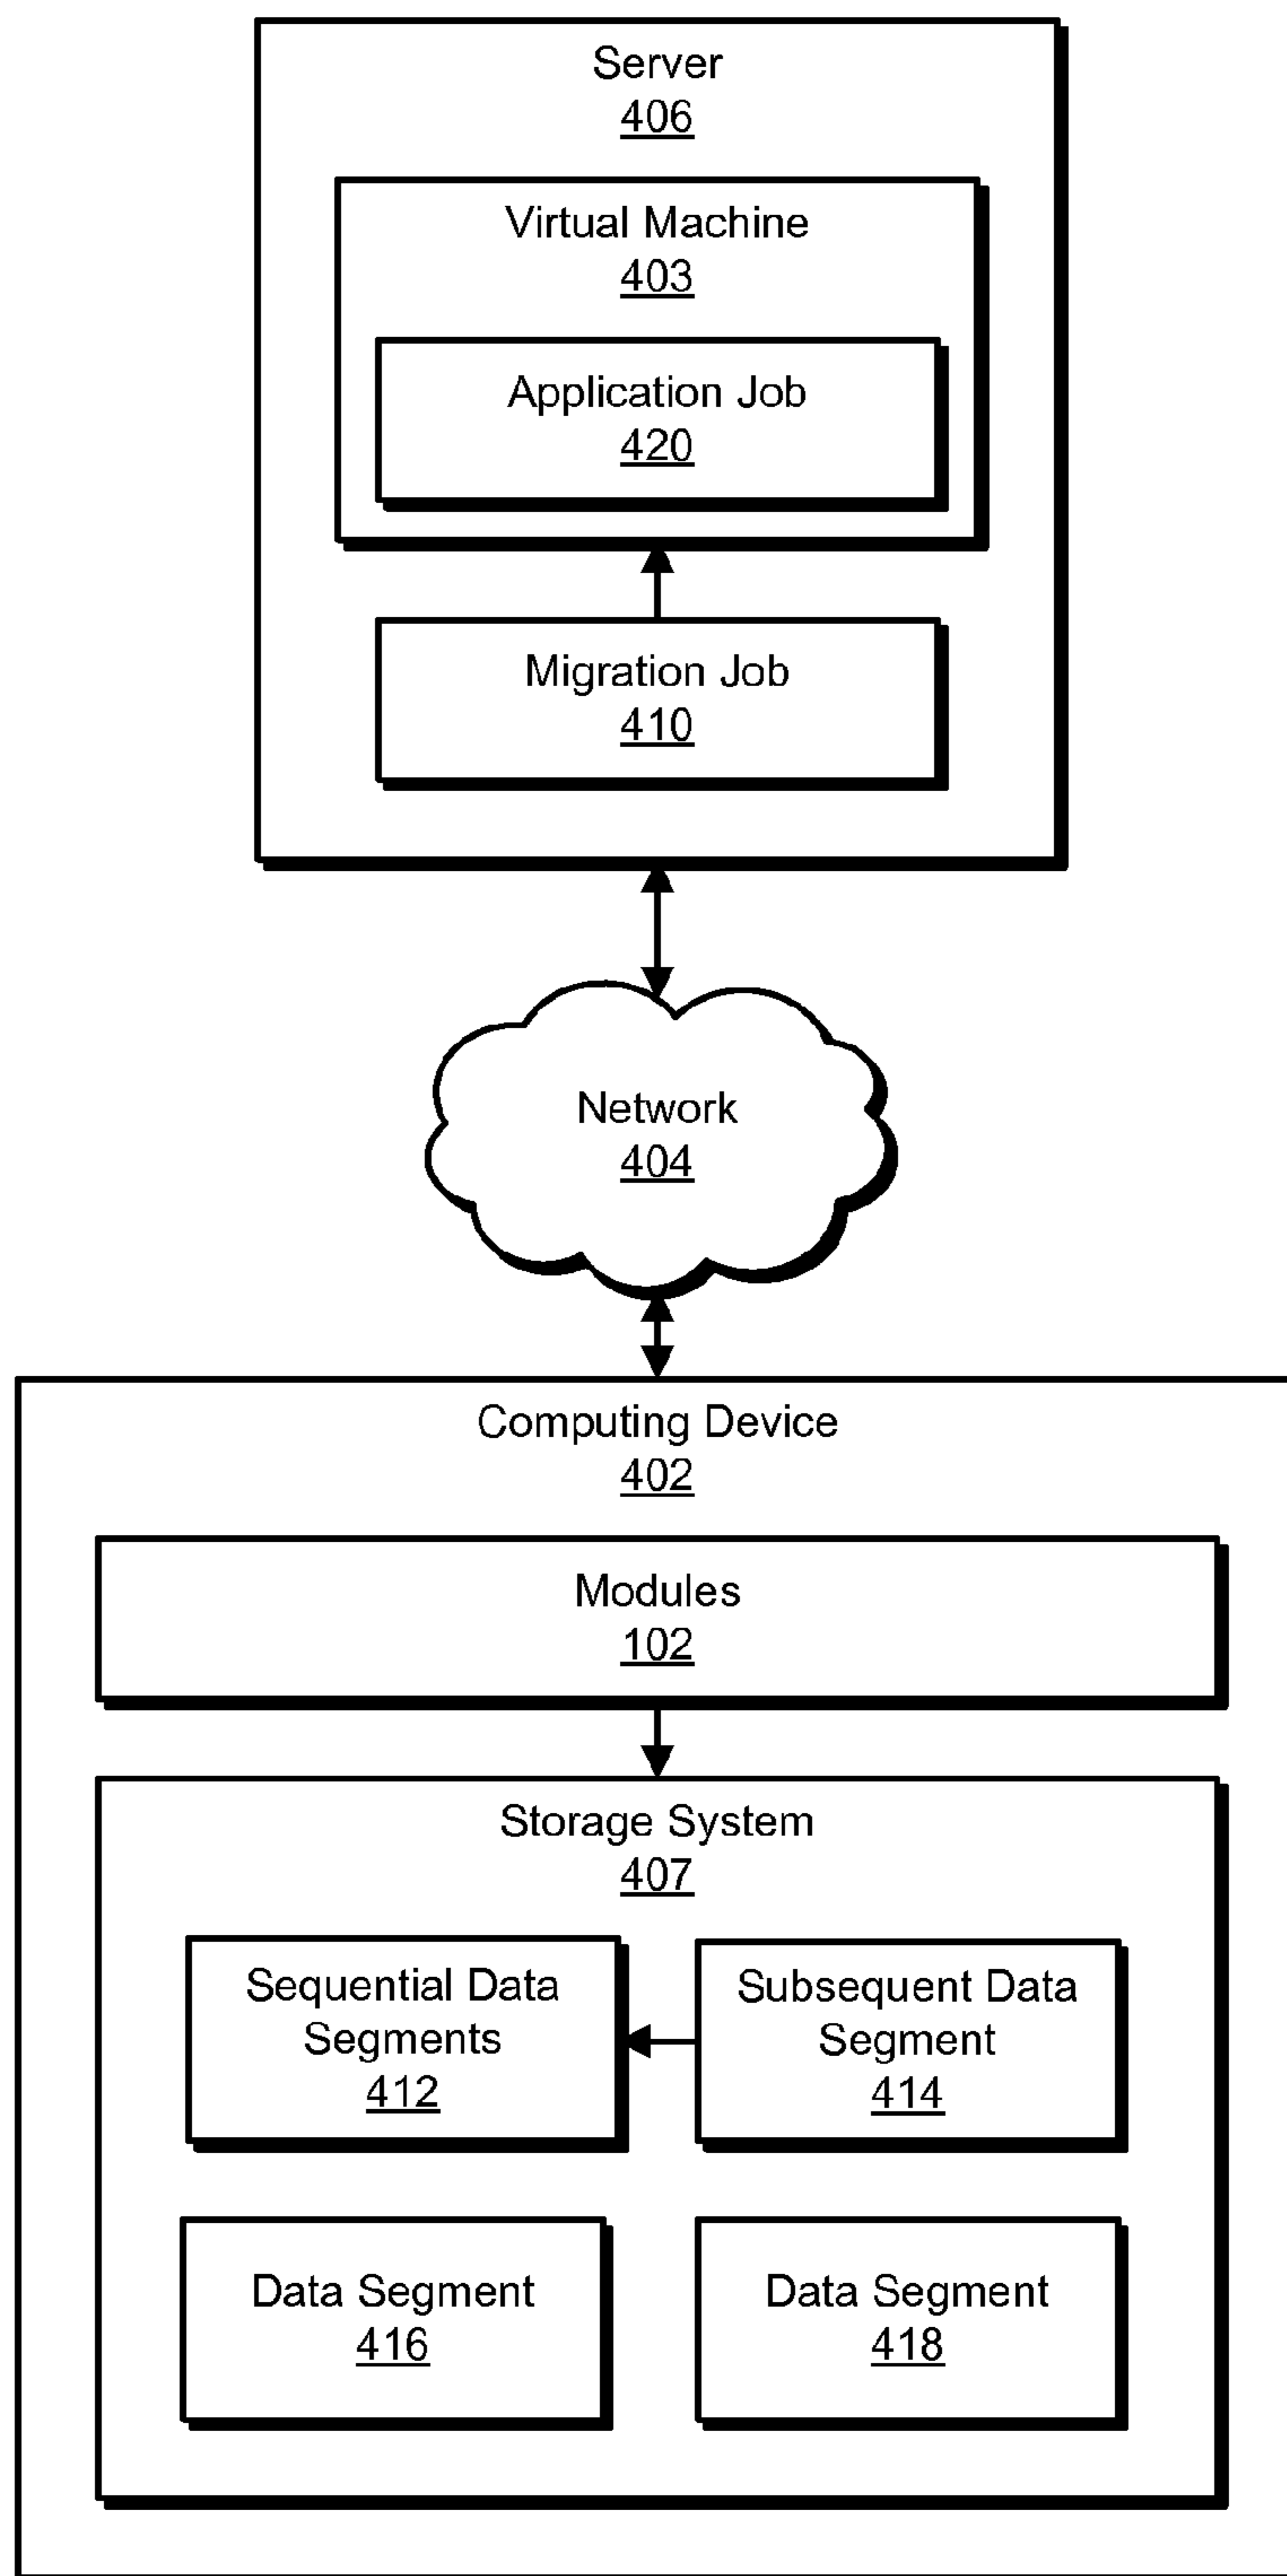 Server
406
Virtual Machine
403
Application Job
420
Migration Job
410
Network
404
Computing Device
402
Modules
102
Storage System
407
Sequential Data
Segments
412
Subsequent Data
Segment
414
Data Segment
416
Data Segment
418